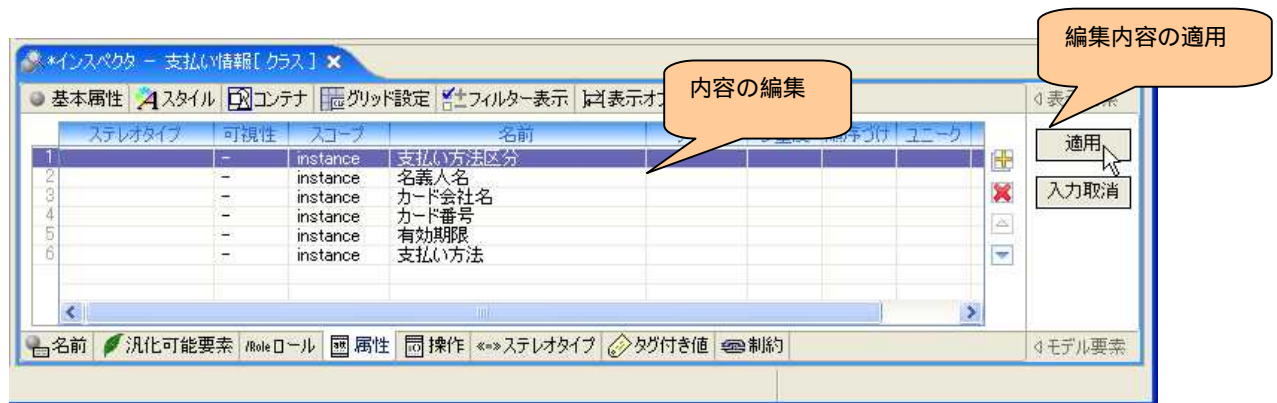 編集内容の適用
*インスペクタ - 支払い情報[ クラス ]
内容の編集
基本属性 スタイル コンテナ グリッド設定 フィルター表示 表示オ
ステレオタイプ 可視性 スコープ 名前 ユニーク
適用
1 - instance 支払い方法区分
2 - instance 名義人名
3 - instance カード会社名
入力取消
4 - instance カード番号
5 - instance 有効期限
6 - instance 支払い方法
名前 汎化可能要素 /Roleロール 属性 操作 «=»ステレオタイプ タグ付き値 制約 モデル要素